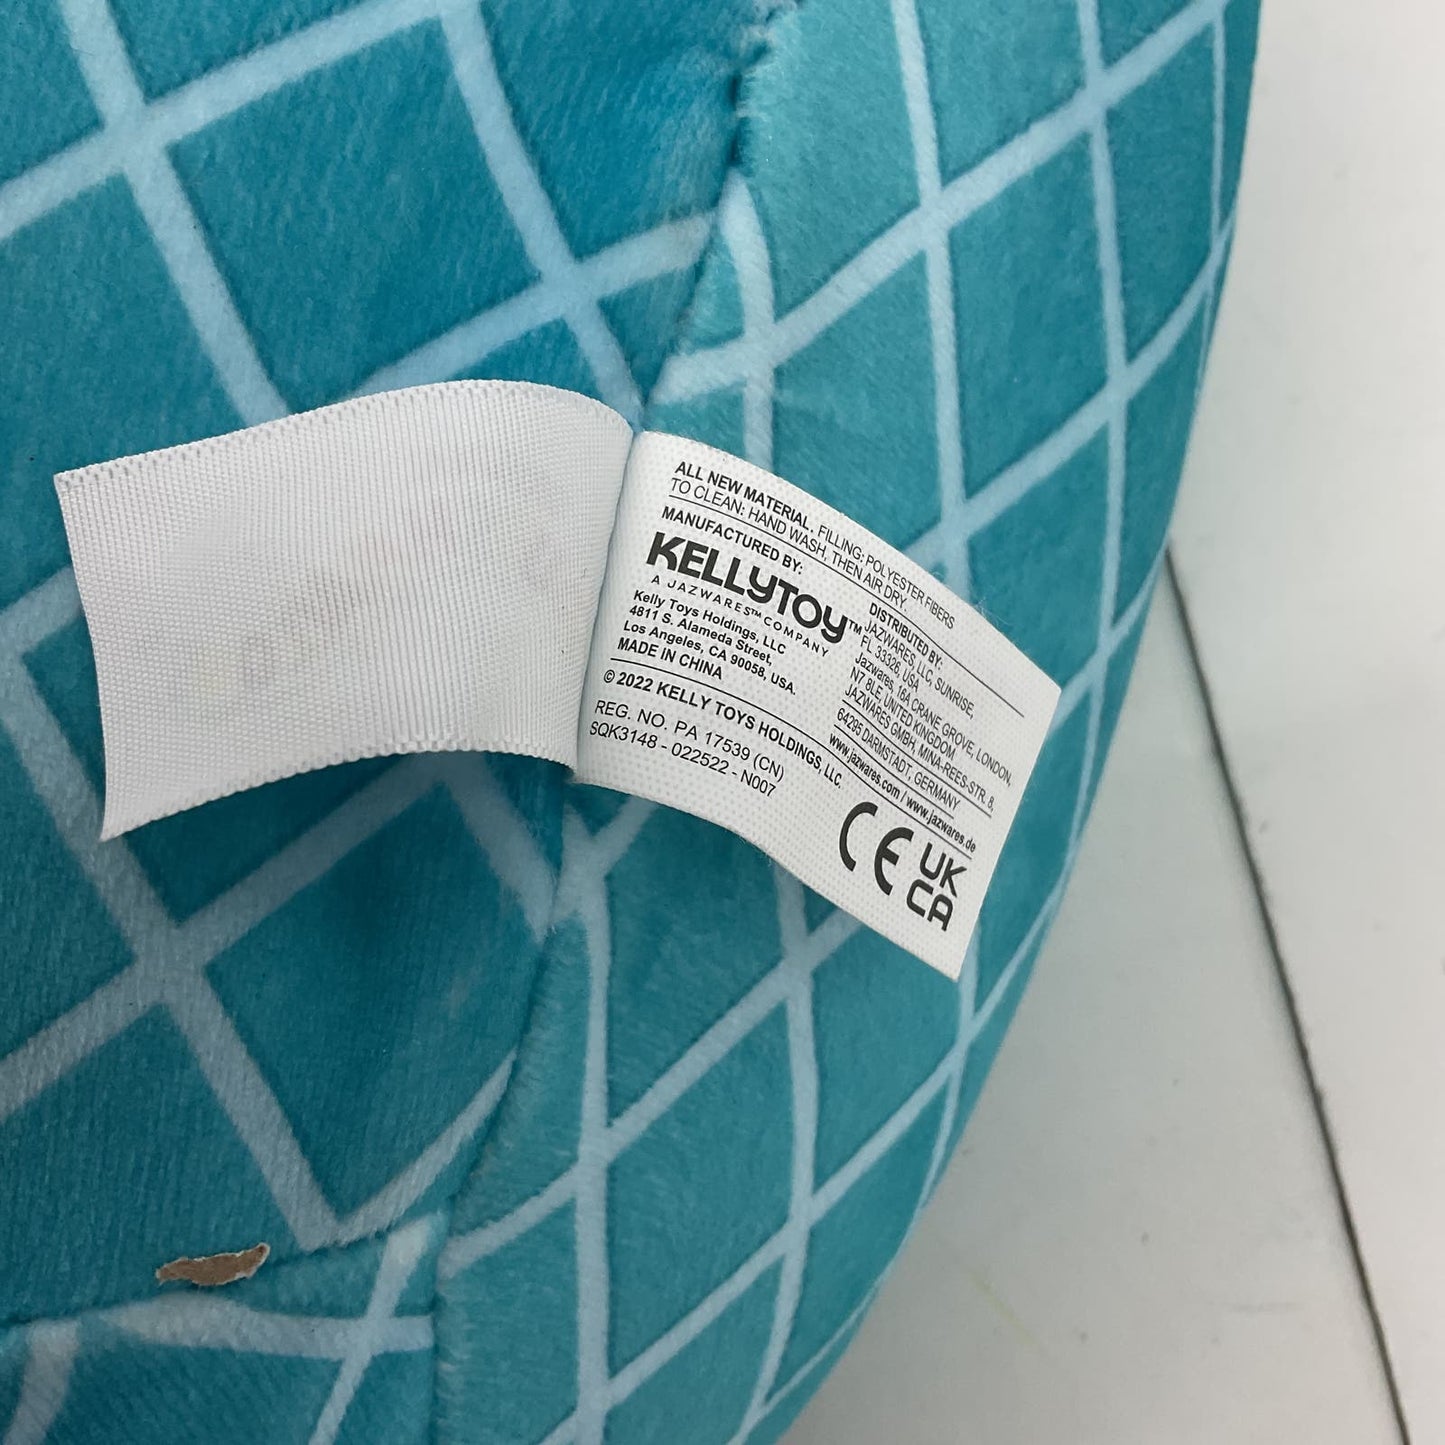 ALL NEW MATERIAL. FILLING: POLYESTER FIBERS
TO CLEAN: HAND WASH, THEN AIR DRY.
MANUFACTURED BY:
KELLYTOY™
A JAZWARES™ COMPANY
Kelly Toys Holdings, LLC
4811 S. Alameda Street,
Los Angeles, CA 90058, USA.
MADE IN CHINA
DISTRIBUTED BY:
JAZWARES, LLC, SUNRISE,
FL 33326, USA
Jazwares, 16A CRANE GROVE, LONDON,
N7 8LE, UNITED KINGDOM
JAZWARES GMBH, MINA-REES-STR. 8,
64295 DARMSTADT, GERMANY
www.jazwares.com / www.jazwares.de
© 2022 KELLY TOYS HOLDINGS, LLC.
REG. NO. PA 17539 (CN)
SQK3148 - 022522 - N007
CE
UK
CA